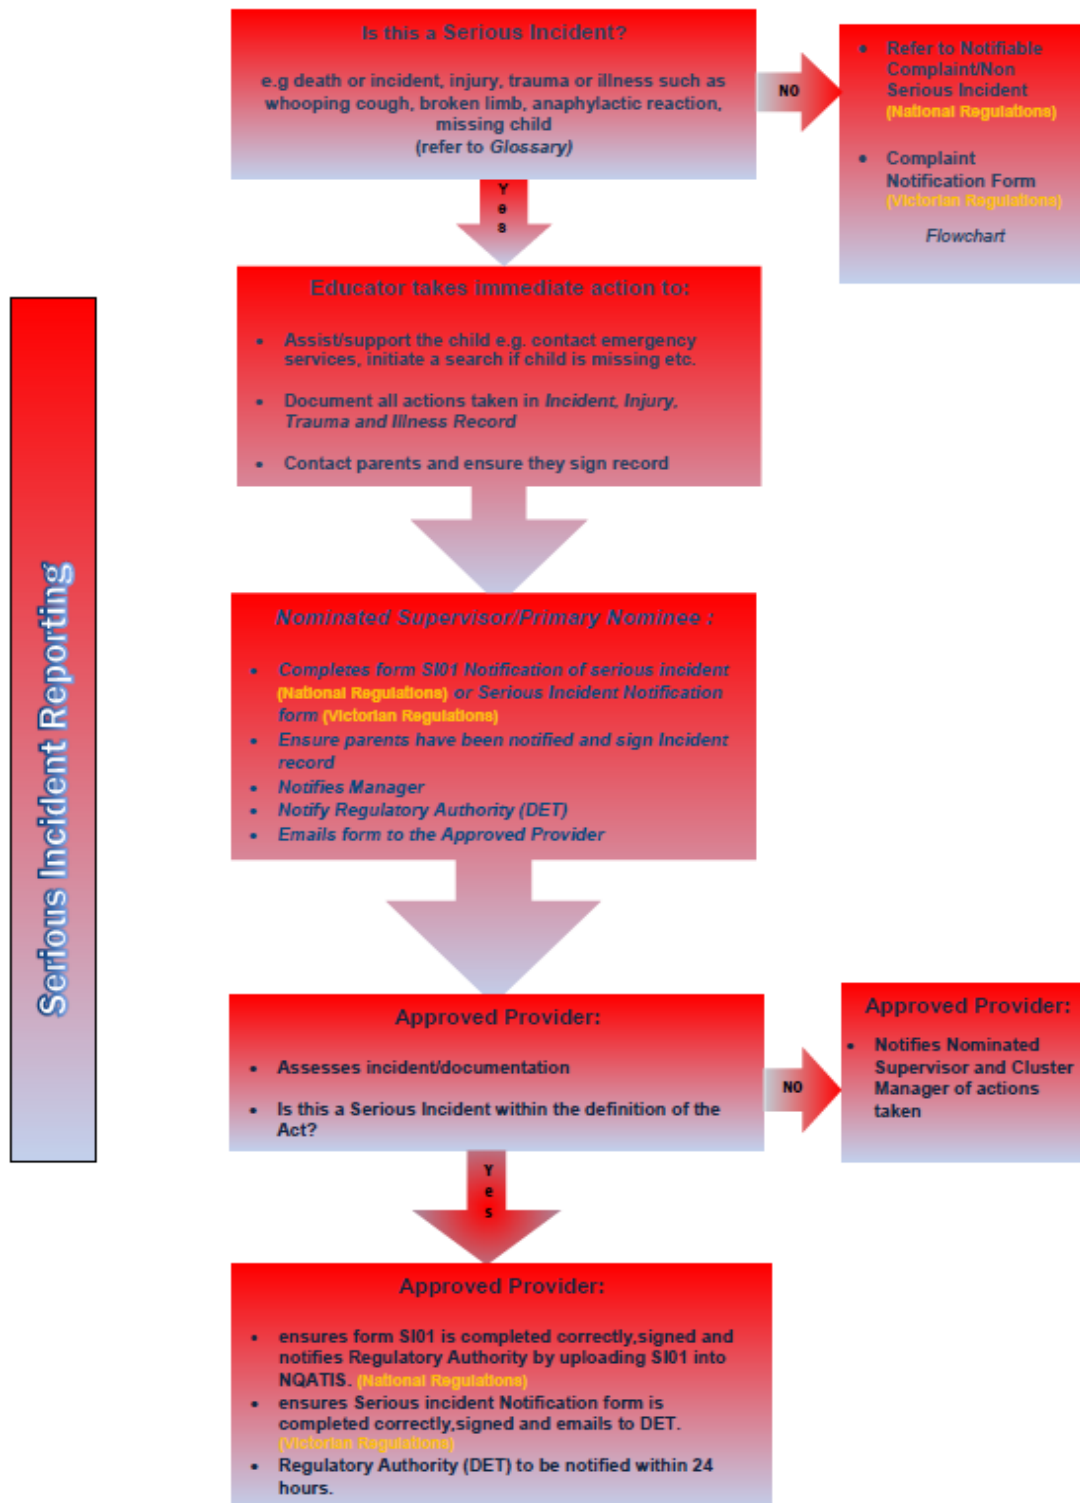 Is this a Serious Incident?
e.g death or incident, injury, trauma or illness such as
whooping cough, broken limb, anaphylactic reaction,
missing child
(refer to Glossary)
NO
• Refer to Notifiable
Complaint/Non
Serious Incident
(National Regulations)
• Complaint
Notification Form
(Victorian Regulations)
Flowchart
Yes
Serious Incident Reporting
Educator takes immediate action to:
• Assist/support the child e.g. contact emergency
services, initiate a search if child is missing etc.
• Document all actions taken in Incident, Injury,
Trauma and Illness Record
• Contact parents and ensure they sign record
Nominated Supervisor/Primary Nominee :
• Completes form SI01 Notification of serious incident
(National Regulations) or Serious Incident Notification
form (Victorian Regulations)
• Ensure parents have been notified and sign Incident
record
• Notifies Manager
• Notify Regulatory Authority (DET)
• Emails form to the Approved Provider
Approved Provider:
• Assesses incident/documentation
• Is this a Serious Incident within the definition of the
Act?
NO
Approved Provider:
• Notifies Nominated
Supervisor and Cluster
Manager of actions
taken
Yes
Approved Provider:
• ensures form SI01 is completed correctly,signed and
notifies Regulatory Authority by uploading SI01 into
NQATIS. (National Regulations)
• ensures Serious incident Notification form is
completed correctly,signed and emails to DET.
(Victorian Regulations)
• Regulatory Authority (DET) to be notified within 24
hours.